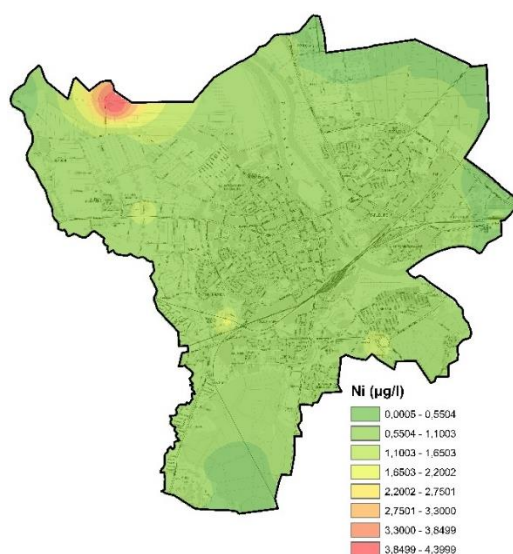 Ni (µg/l)
0,0005 - 0,5504
0,5504 - 1,1003
1,1003 - 1,6503
1,6503 - 2,2002
2,2002 - 2,7501
2,7501 - 3,3000
3,3000 - 3,8499
3,8499 - 4,3999